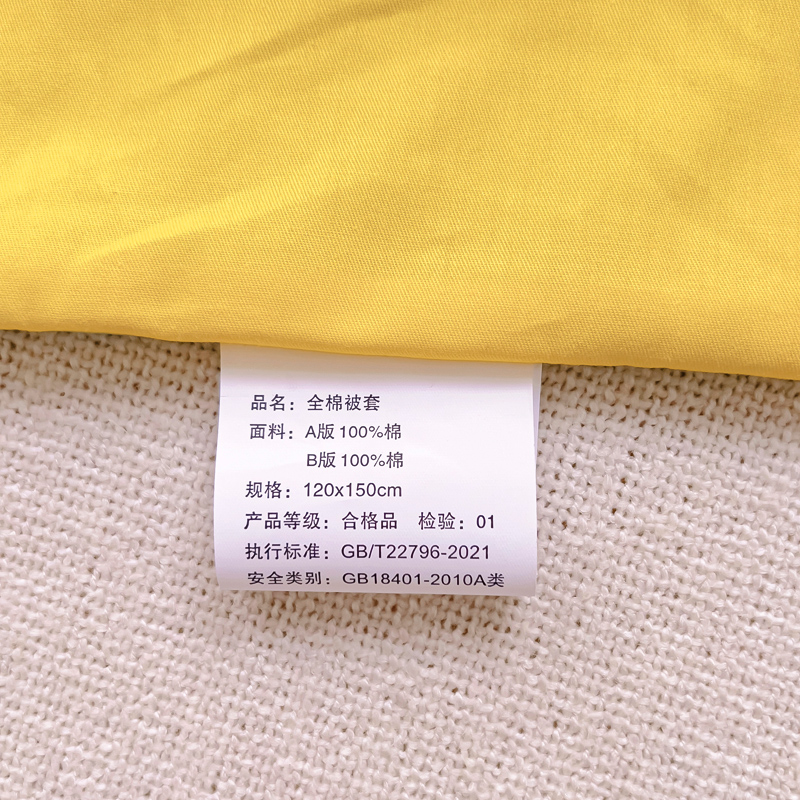 品名：全棉被套
面料：A版 100%棉
B版 100%棉
规格：120x150cm
产品等级：合格品 检验：01
执行标准：GB/T22796-2021
安全类别：GB18401-2010A类